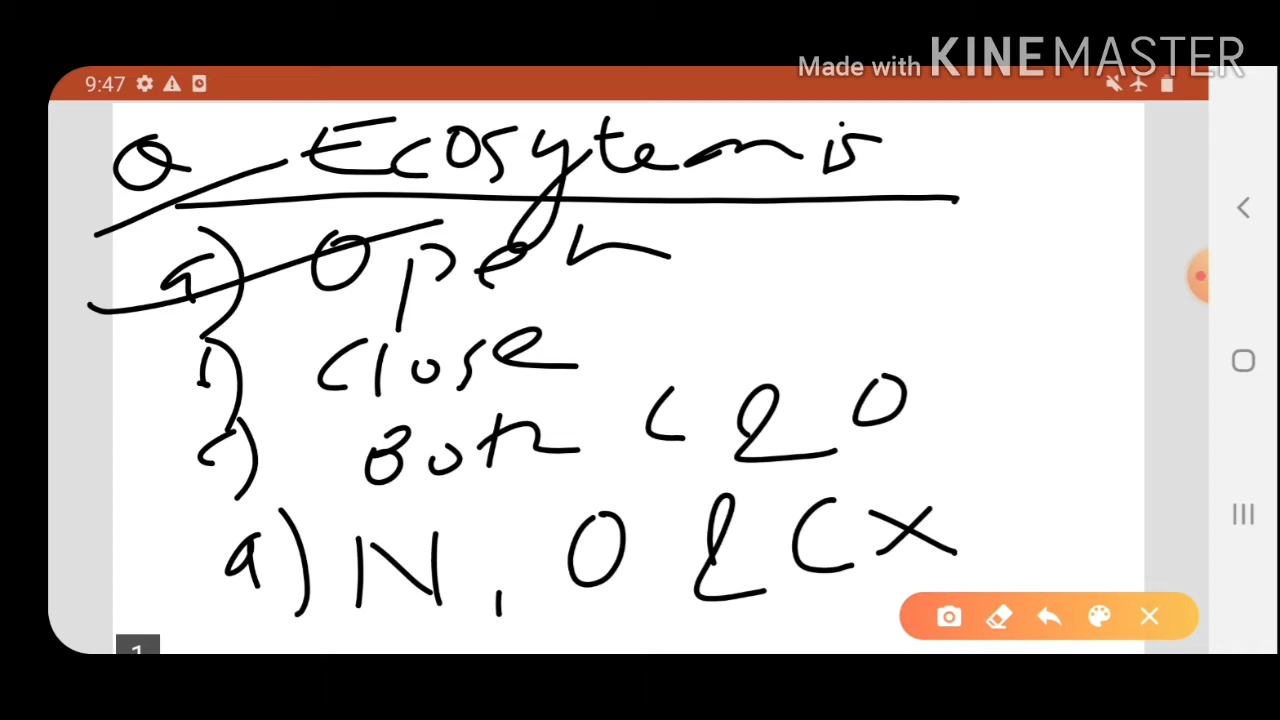 Made with KINEMASTER
9:47
Q Ecosytem is
a) Open
b) Close
c) Both C & O
d) N, O & C X
1